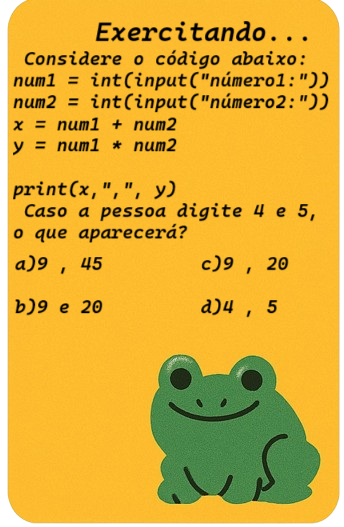 Exercitando...
Considere o código abaixo:
num1 = int(input("número1:"))
num2 = int(input("número2:"))
x = num1 + num2
y = num1 * num2
print(x,",", y)
Caso a pessoa digite 4 e 5,
o que aparecerá?
a)9 , 45
c)9 , 20
b)9 e 20
d)4 , 5